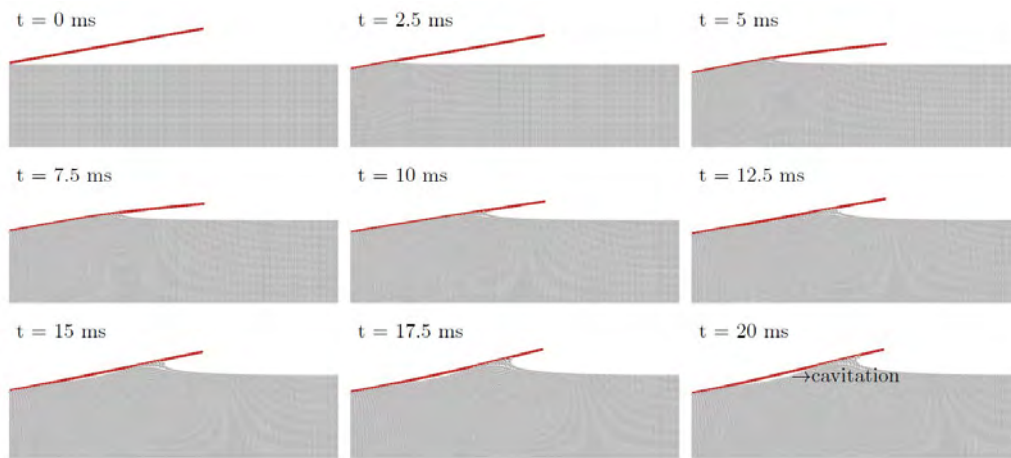 t = 0 ms
t = 2.5 ms
t = 5 ms
t = 7.5 ms
t = 10 ms
t = 12.5 ms
t = 15 ms
t = 17.5 ms
t = 20 ms
→cavitation